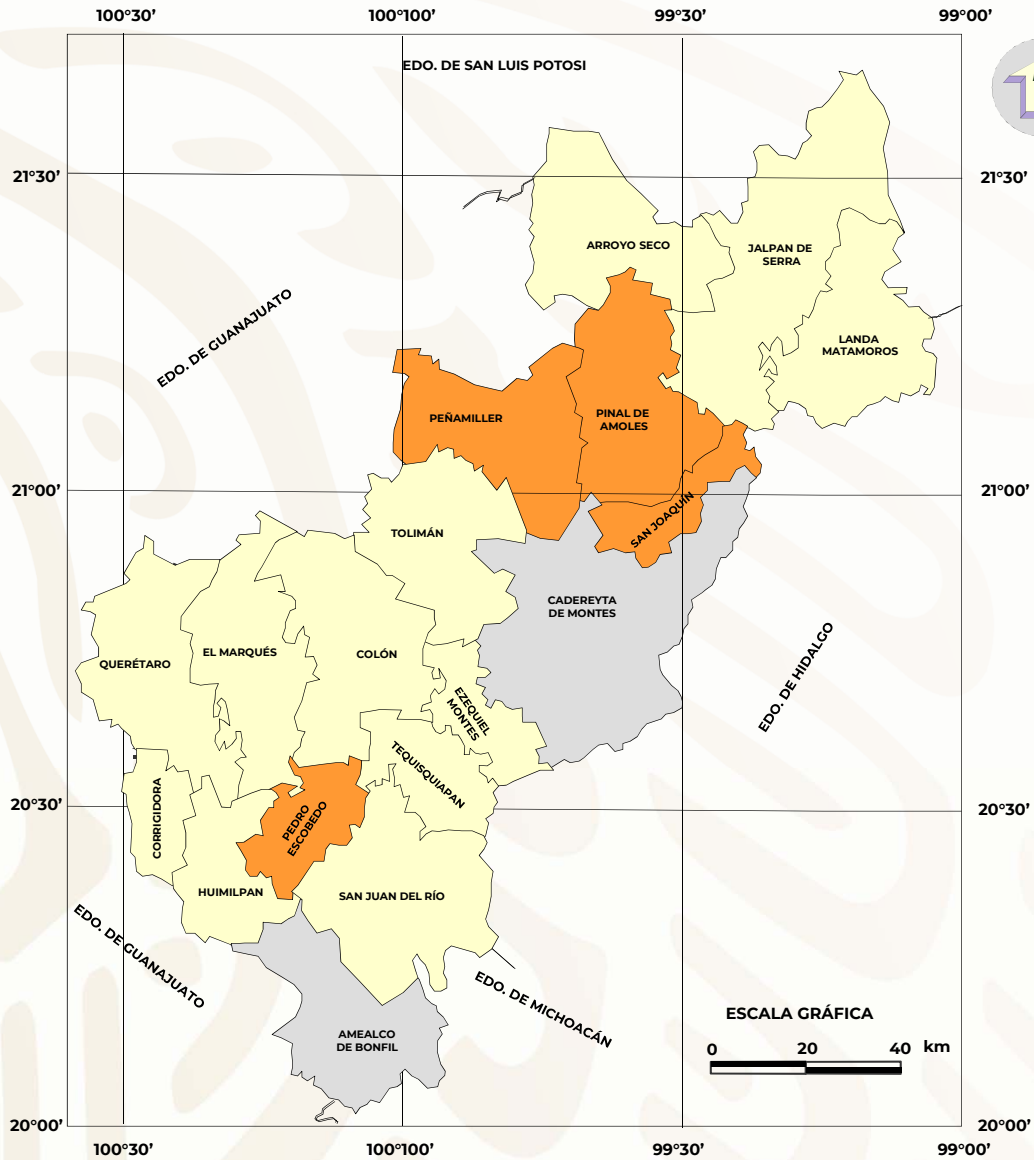 100°30’
100°00’
99°30’
99°00’
EDO. DE SAN LUIS POTOSI
21°30’
21°30’
ARROYO SECO
JALPAN DE
SERRA
EDO. DE GUANAJUATO
LANDA
MATAMOROS
PEÑAMILLER
PINAL DE
AMOLES
21°00’
21°00’
SAN JOAQUÍN
TOLIMÁN
CADEREYTA
DE MONTES
QUERÉTARO
EL MARQUÉS
COLÓN
EZEQUIEL
MONTES
EDO. DE HIDALGO
TEQUISQUIAPAN
20°30’
20°30’
CORRIGIDORA
PEDRO
ESCOBEDO
HUIMILPAN
SAN JUAN DEL RÍO
EDO. DE GUANAJUATO
EDO. DE MICHOACÁN
ESCALA GRÁFICA
AMEALCO
DE BONFIL
0 20 40 km
20°00’
20°00’
100°30’
100°00’
99°30’
99°00’